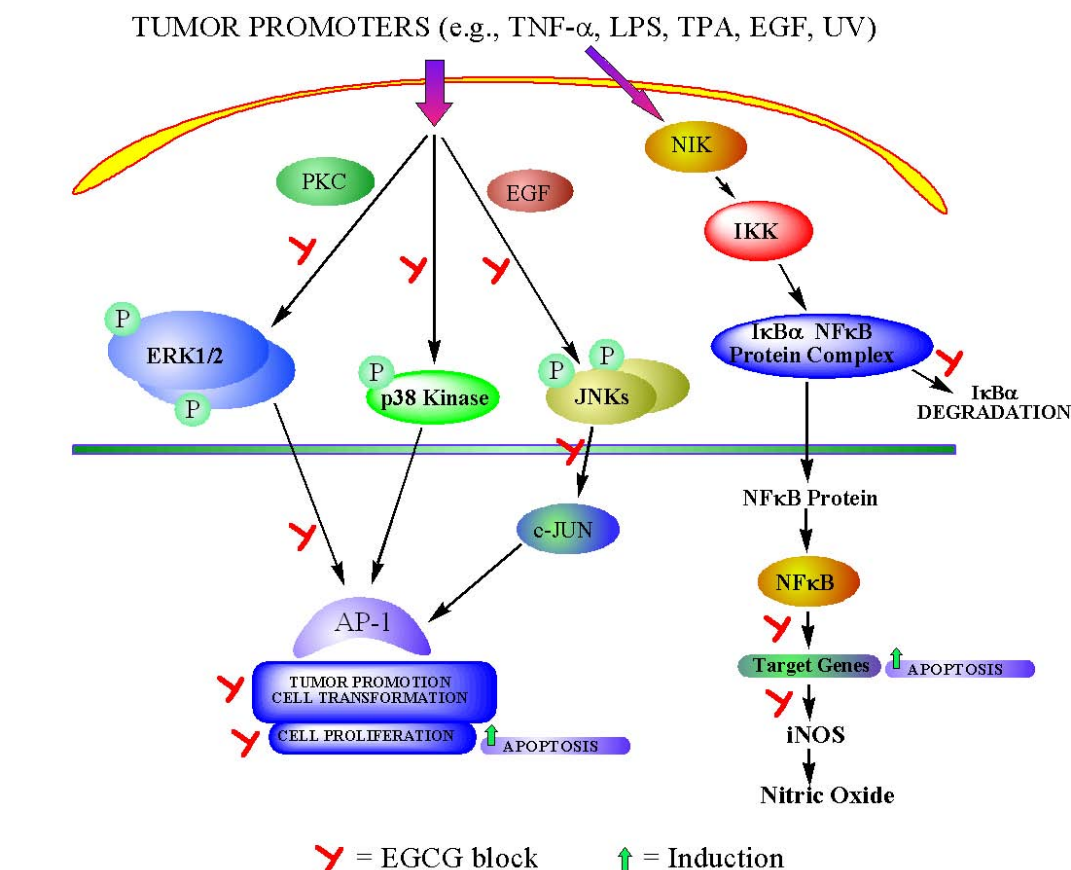 TUMOR PROMOTERS (e.g., TNF-α, LPS, TPA, EGF, UV)
NIK
PKC
EGF
IKK
P
ERK1/2
P
P
p38 Kinase
P
P
JNKs
IκBα NFκB
Protein Complex
IκBα
DEGRADATION
NFκB Protein
c-JUN
NFκB
AP-1
Target Genes
APOPTOSIS
TUMOR PROMOTION
CELL TRANSFORMATION
CELL PROLIFERATION
APOPTOSIS
iNOS
Nitric Oxide
= EGCG block
= Induction